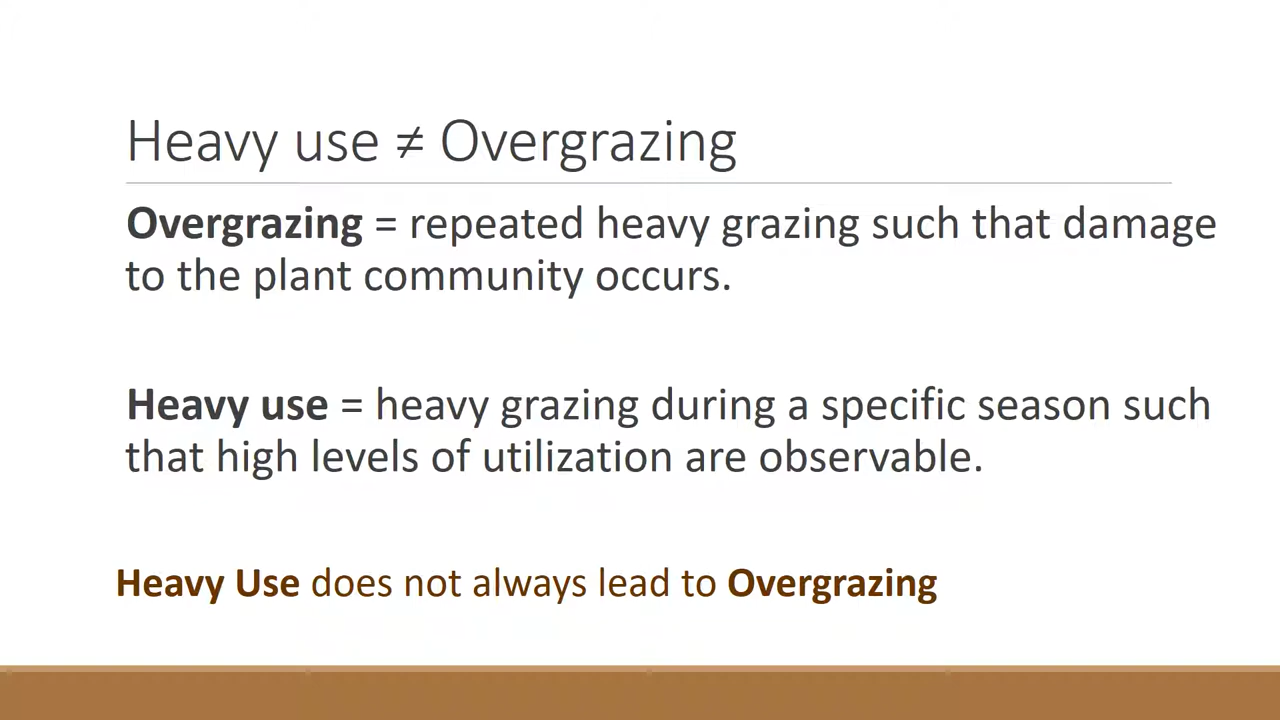 Heavy use ≠ Overgrazing
Overgrazing = repeated heavy grazing such that damage
to the plant community occurs.
Heavy use = heavy grazing during a specific season such
that high levels of utilization are observable.
Heavy Use does not always lead to Overgrazing